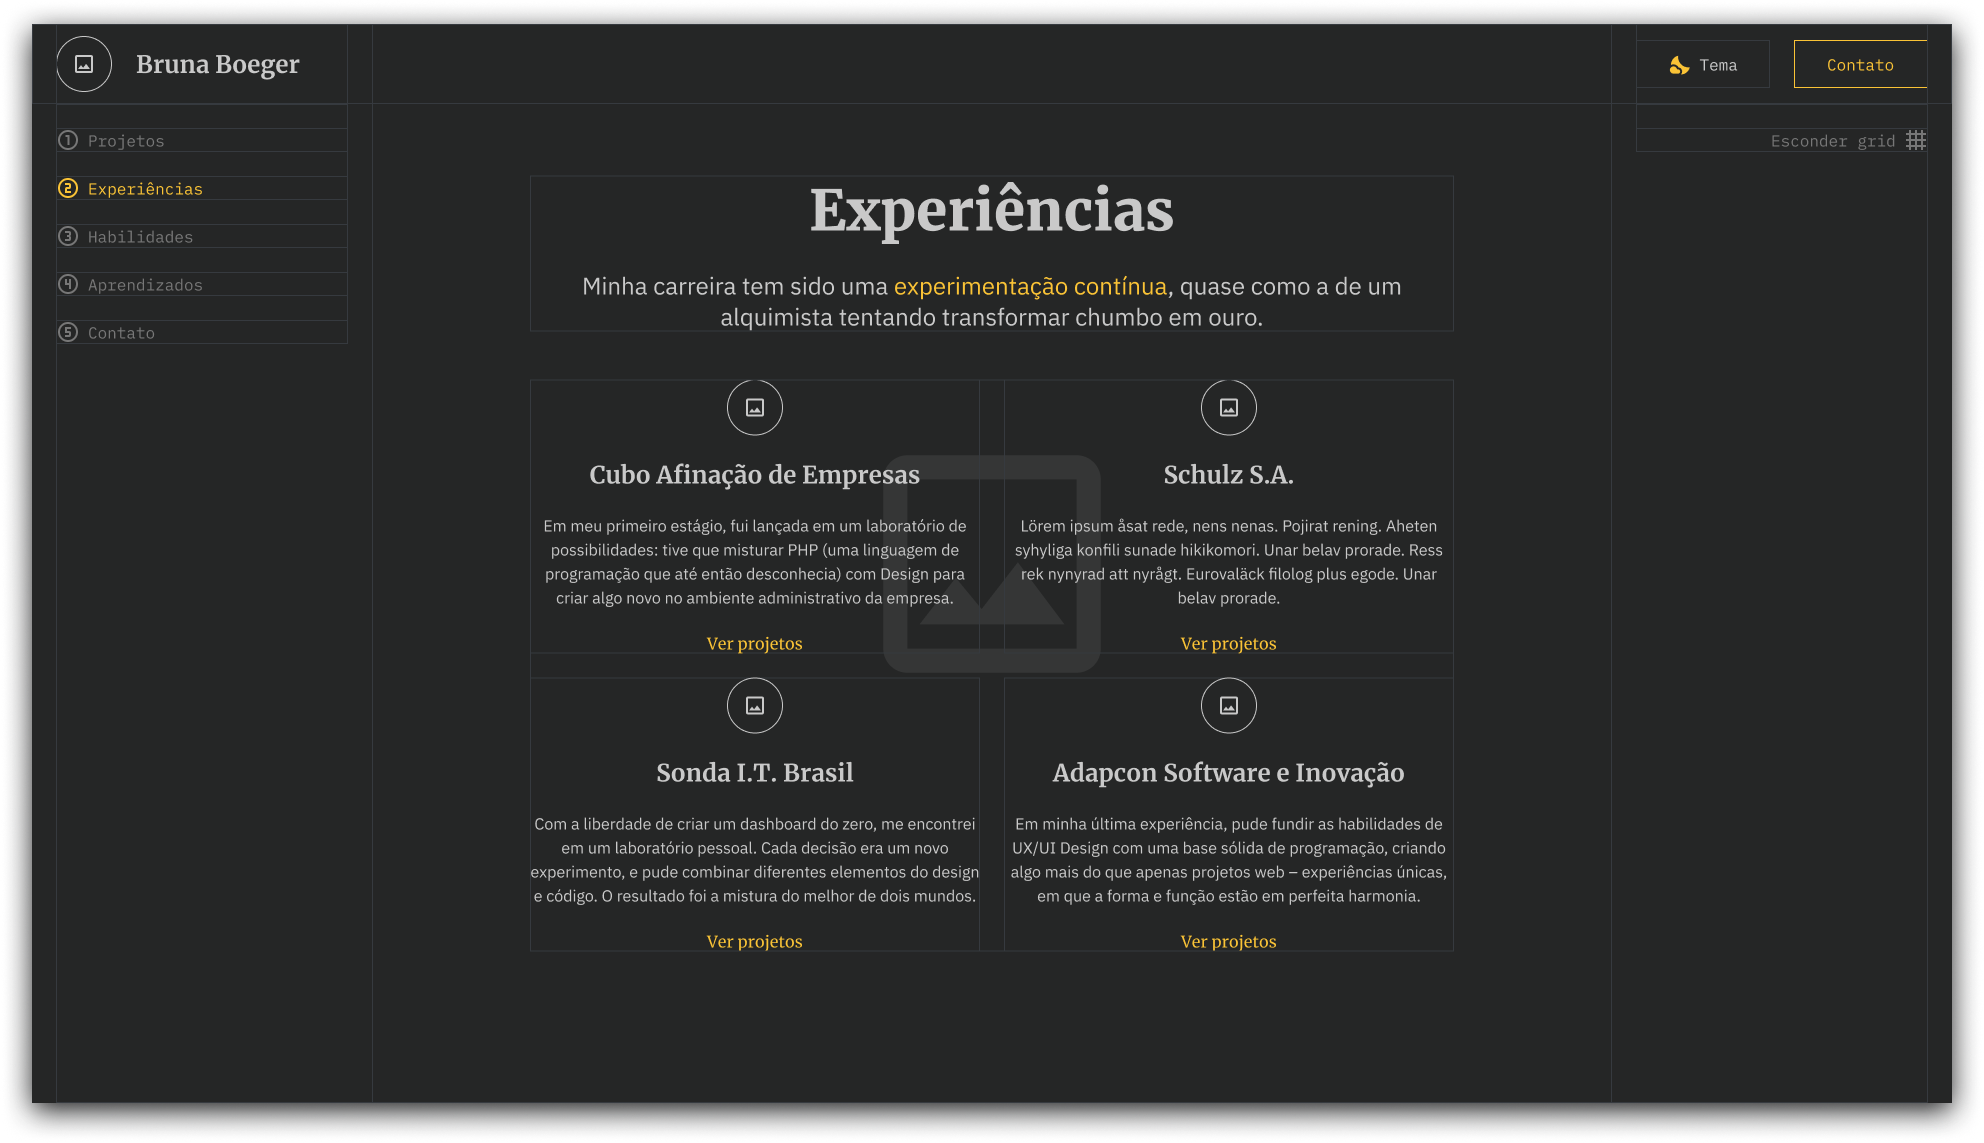 Bruna Boeger
Tema
Contato
1 Projetos
2 Experiências
3 Habilidades
4 Aprendizados
5 Contato
Esconder grid
Experiências
Minha carreira tem sido uma experimentação contínua, quase como a de um
alquimista tentando transformar chumbo em ouro.
Cubo Afinação de Empresas
Em meu primeiro estágio, fui lançada em um laboratório de
possibilidades: tive que misturar PHP (uma linguagem de
programação que até então desconhecia) com Design para
criar algo novo no ambiente administrativo da empresa.
Ver projetos
Schulz S.A.
Lörem ipsum åsat rede, nens nenas. Pojirat rening. Aheten
syhyliga konfili sunade hikikomori. Unar belav prorade. Ress
rek nynyrad att nyrågt. Eurovaläck filolog plus egode. Unar
belav prorade.
Ver projetos
Sonda I.T. Brasil
Com a liberdade de criar um dashboard do zero, me encontrei
em um laboratório pessoal. Cada decisão era um novo
experimento, e pude combinar diferentes elementos do design
e código. O resultado foi a mistura do melhor de dois mundos.
Ver projetos
Adapcon Software e Inovação
Em minha última experiência, pude fundir as habilidades de
UX/UI Design com uma base sólida de programação, criando
algo mais do que apenas projetos web – experiências únicas,
em que a forma e função estão em perfeita harmonia.
Ver projetos